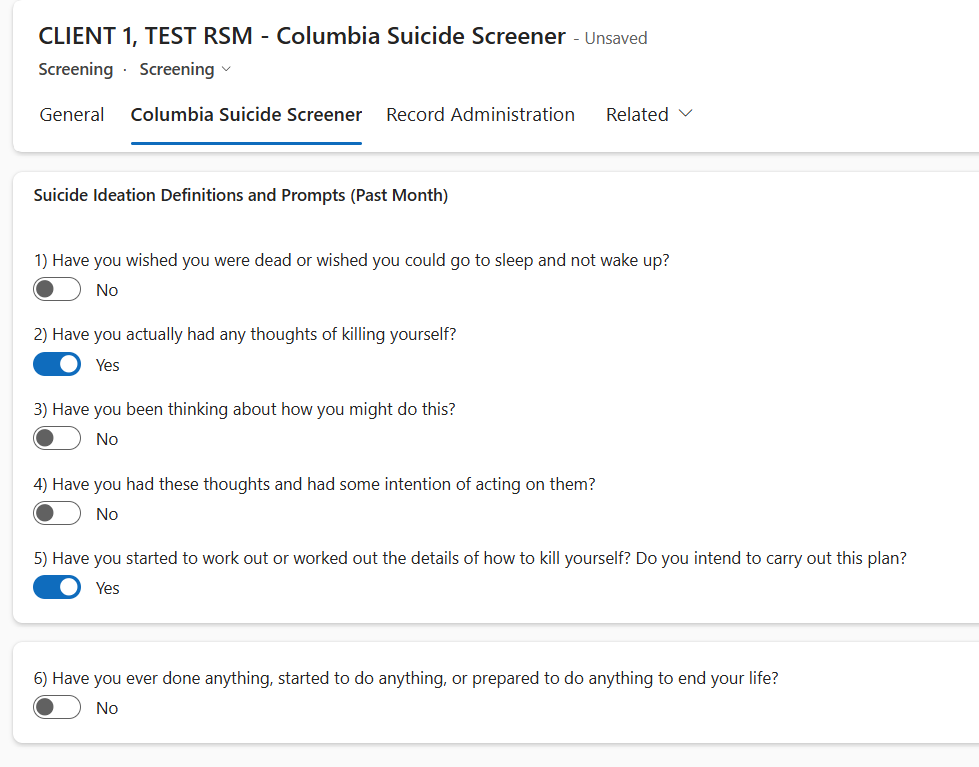 CLIENT 1, TEST RSM - Columbia Suicide Screener - Unsaved
Screening · Screening
General Columbia Suicide Screener Record Administration Related
Suicide Ideation Definitions and Prompts (Past Month)
1) Have you wished you were dead or wished you could go to sleep and not wake up?
No
2) Have you actually had any thoughts of killing yourself?
Yes
3) Have you been thinking about how you might do this?
No
4) Have you had these thoughts and had some intention of acting on them?
No
5) Have you started to work out or worked out the details of how to kill yourself? Do you intend to carry out this plan?
Yes
6) Have you ever done anything, started to do anything, or prepared to do anything to end your life?
No